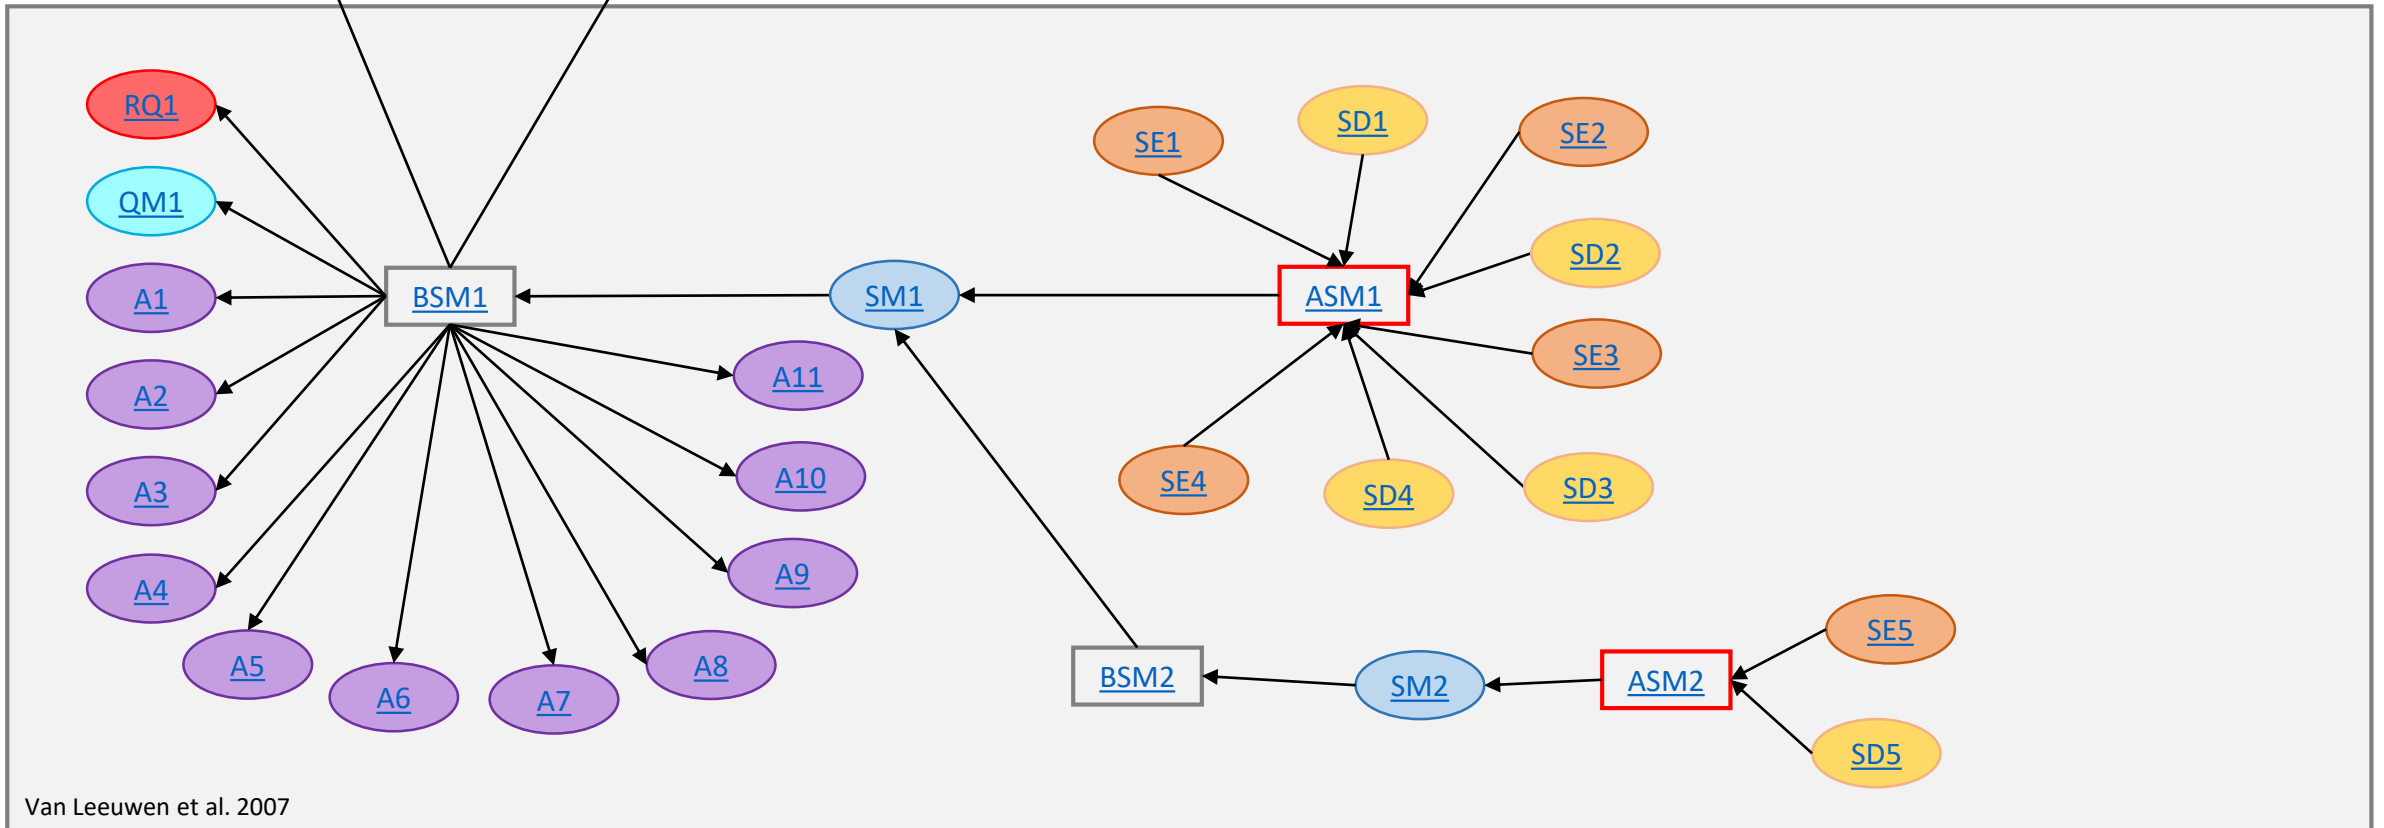 RQ1
QM1
A1
A2
A3
A4
A5
A6
A7
A8
A9
A10
A11
BSM1
SM1
ASM1
SE1
SD1
SE2
SD2
SE3
SD3
SD4
SE4
BSM2
SM2
ASM2
SE5
SD5
Van Leeuwen et al. 2007